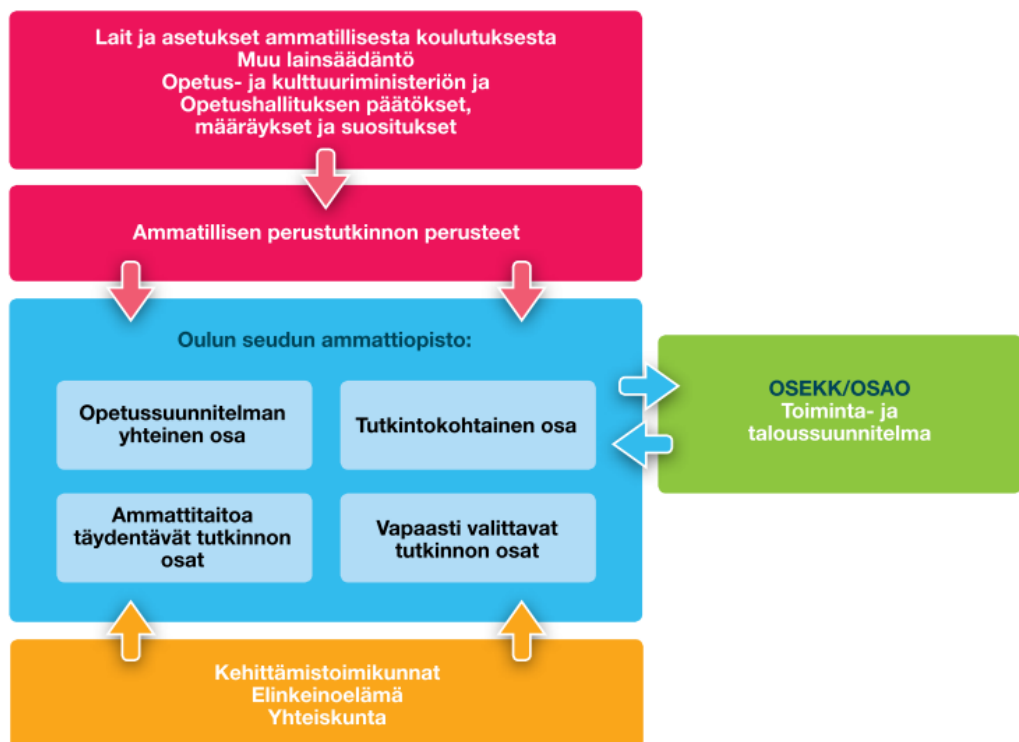 Lait ja asetukset ammatillisesta koulutuksesta
Muu lainsäädäntö
Opetus- ja kulttuuriministeriön ja
Opetushallituksen päätökset,
määräykset ja suositukset
Ammatillisen perustutkinnon perusteet
Oulun seudun ammattiopisto:
Opetussuunnitelman
yhteinen osa
Tutkintokohtainen osa
Ammattitaitoa
täydentävät tutkinnon
osat
Vapaasti valittavat
tutkinnon osat
OSEKK/OSAO
Toiminta- ja
taloussuunnitelma
Kehittämistoimikunnat
Elinkeinoelämä
Yhteiskunta